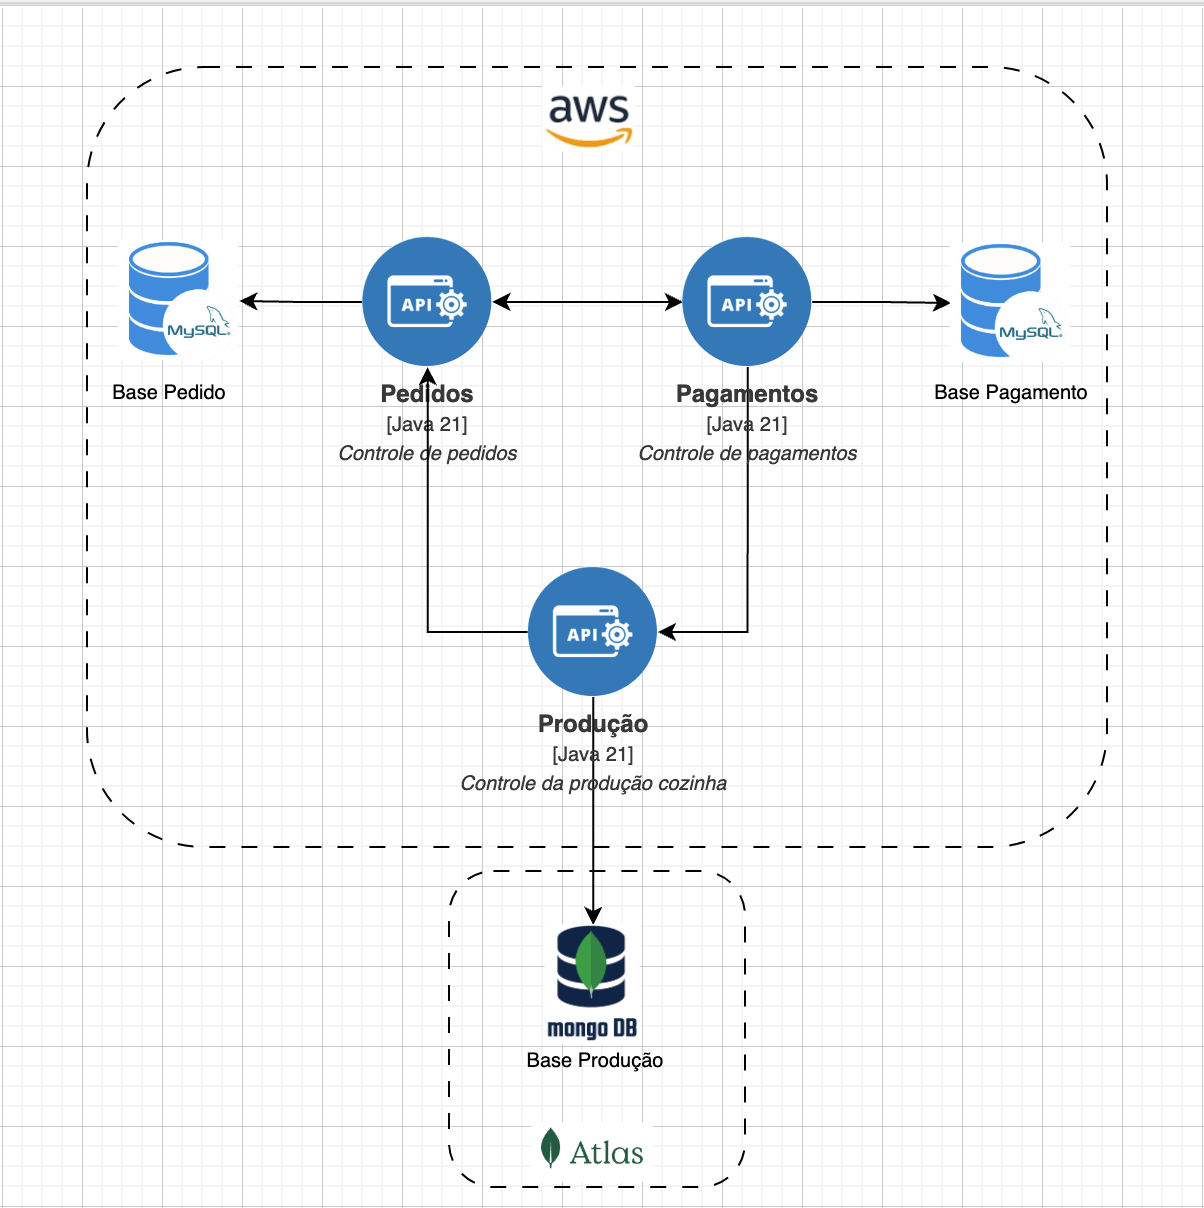 aws
API
API
MySQL
MySQL
Base Pedido
Pedidos
[Java 21]
Controle de pedidos
Pagamentos
[Java 21]
Controle de pagamentos
Base Pagamento
API
Produção
[Java 21]
Controle da produção cozinha
mongo DB
Base Produção
Atlas